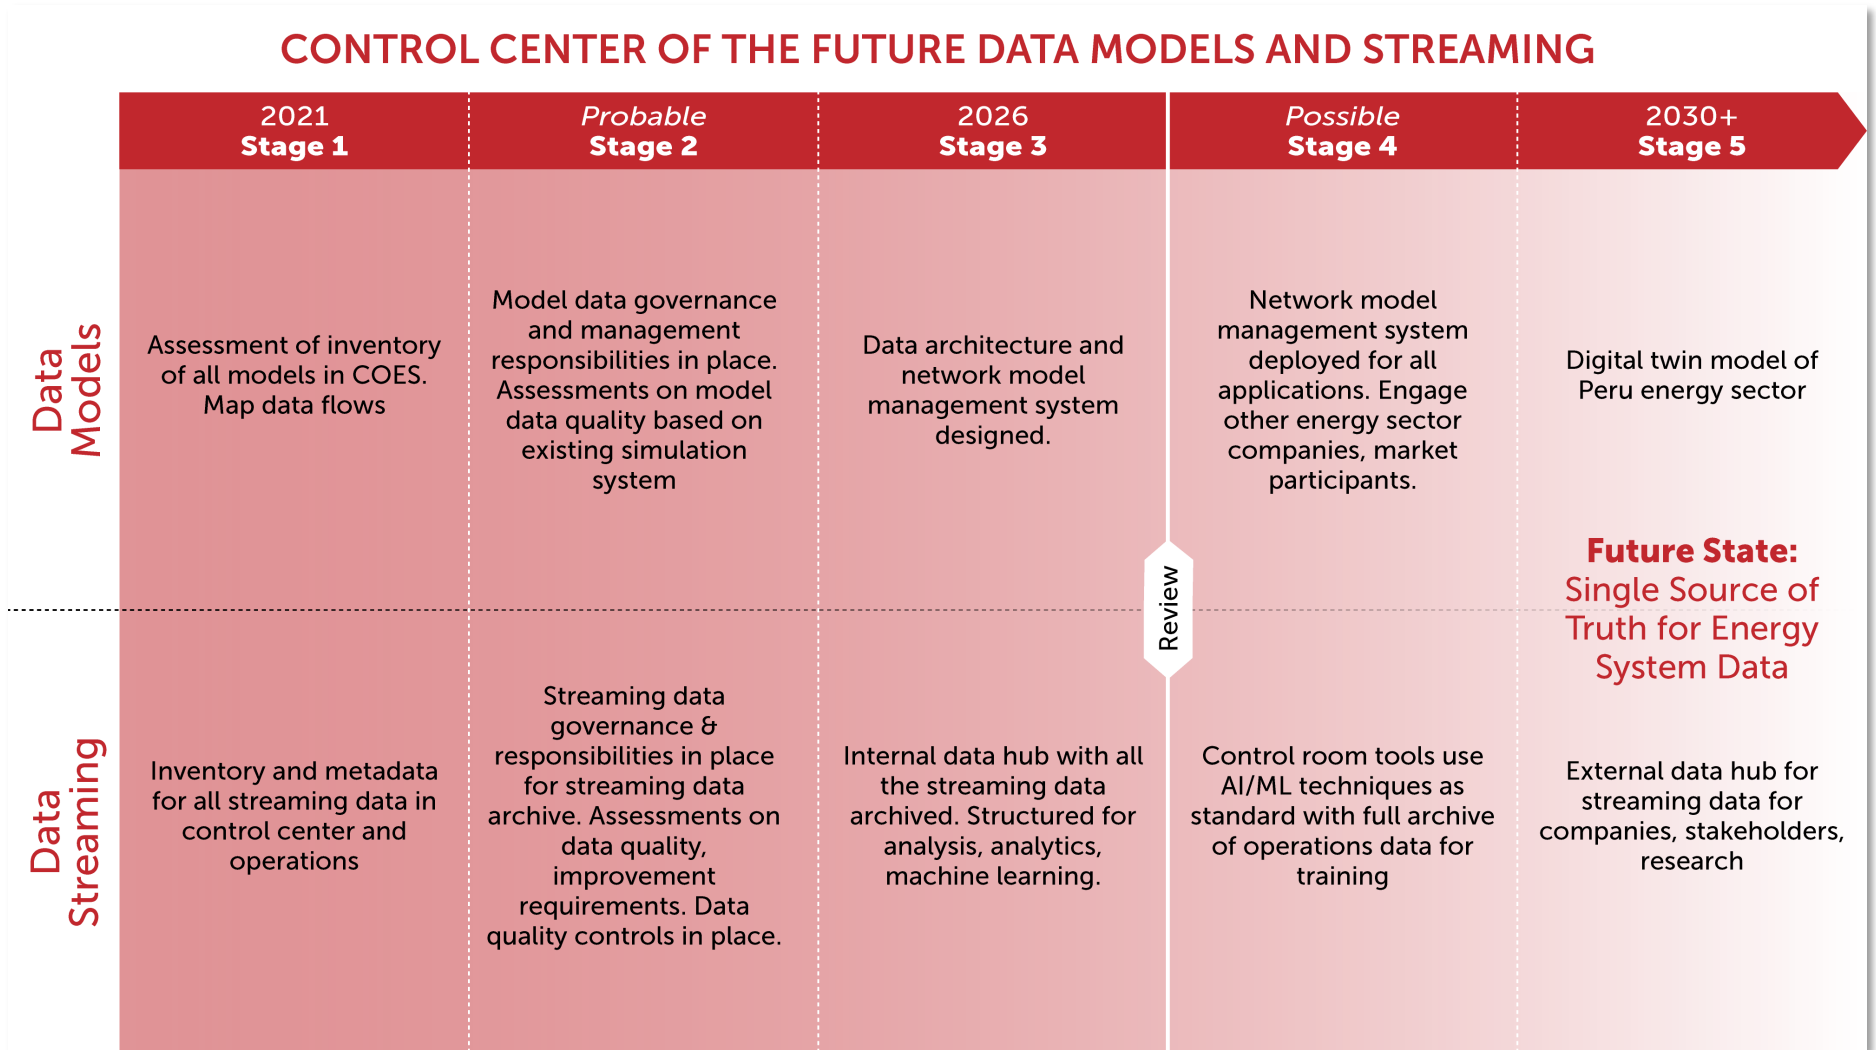 CONTROL CENTER OF THE FUTURE DATA MODELS AND STREAMING
2021
Stage 1
Probable
Stage 2
2026
Stage 3
Possible
Stage 4
2030+
Stage 5
Data
Models
Assessment of inventory
of all models in COES.
Map data flows
Model data governance
and management
responsibilities in place.
Assessments on model
data quality based on
existing simulation
system
Data architecture and
network model
management system
designed.
Network model
management system
deployed for all
applications. Engage
other energy sector
companies, market
participants.
Digital twin model of
Peru energy sector
Review
Future State:
Single Source of
Truth for Energy
System Data
Data
Streaming
Inventory and metadata
for all streaming data in
control center and
operations
Streaming data
governance &
responsibilities in place
for streaming data
archive. Assessments on
data quality,
improvement
requirements. Data
quality controls in place.
Internal data hub with all
the streaming data
archived. Structured for
analysis, analytics,
machine learning.
Control room tools use
AI/ML techniques as
standard with full archive
of operations data for
training
External data hub for
streaming data for
companies, stakeholders,
research